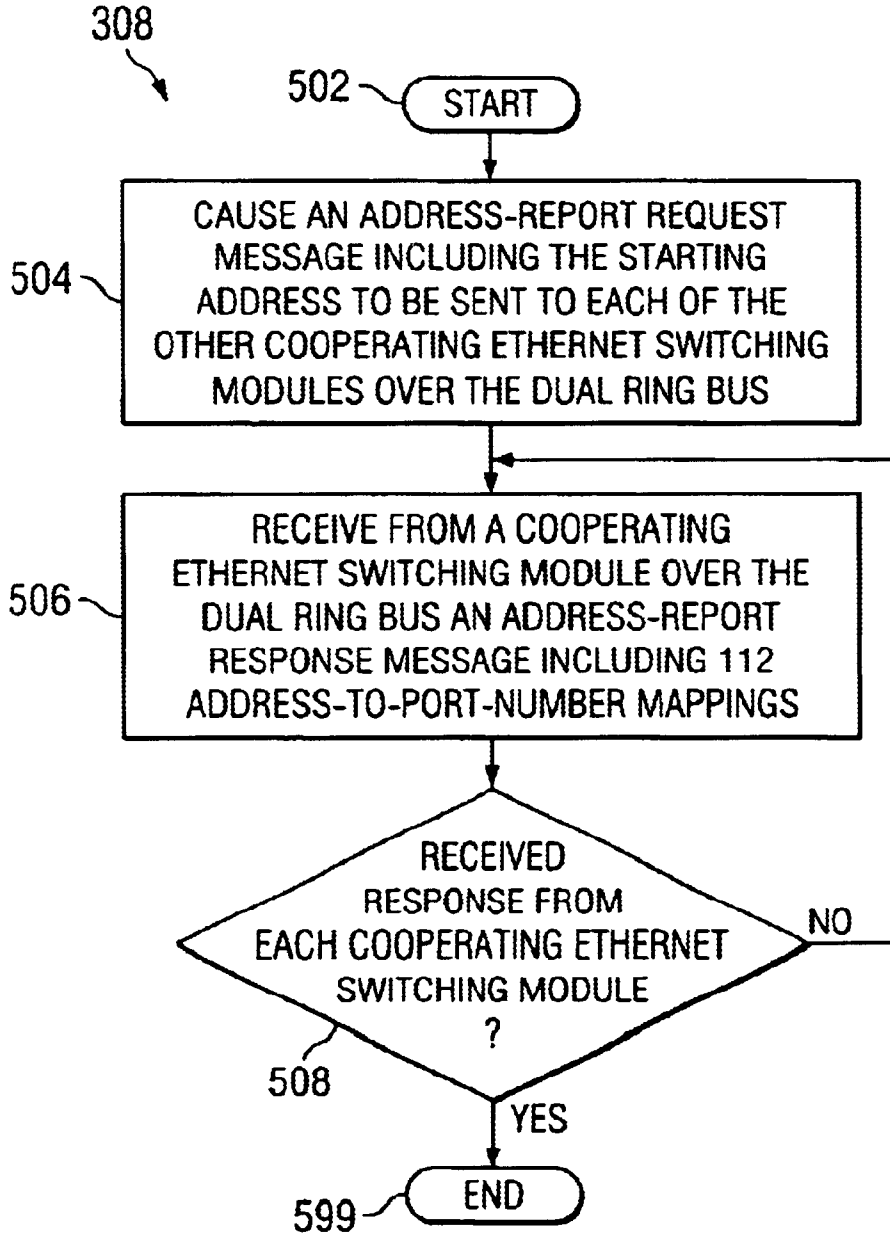 308
502
START
504
CAUSE AN ADDRESS-REPORT REQUEST
MESSAGE INCLUDING THE STARTING
ADDRESS TO BE SENT TO EACH OF THE
OTHER COOPERATING ETHERNET SWITCHING
MODULES OVER THE DUAL RING BUS
506
RECEIVE FROM A COOPERATING
ETHERNET SWITCHING MODULE OVER THE
DUAL RING BUS AN ADDRESS-REPORT
RESPONSE MESSAGE INCLUDING 112
ADDRESS-TO-PORT-NUMBER MAPPINGS
RECEIVED
RESPONSE FROM
EACH COOPERATING ETHERNET
SWITCHING MODULE
?
NO
508
YES
599
END